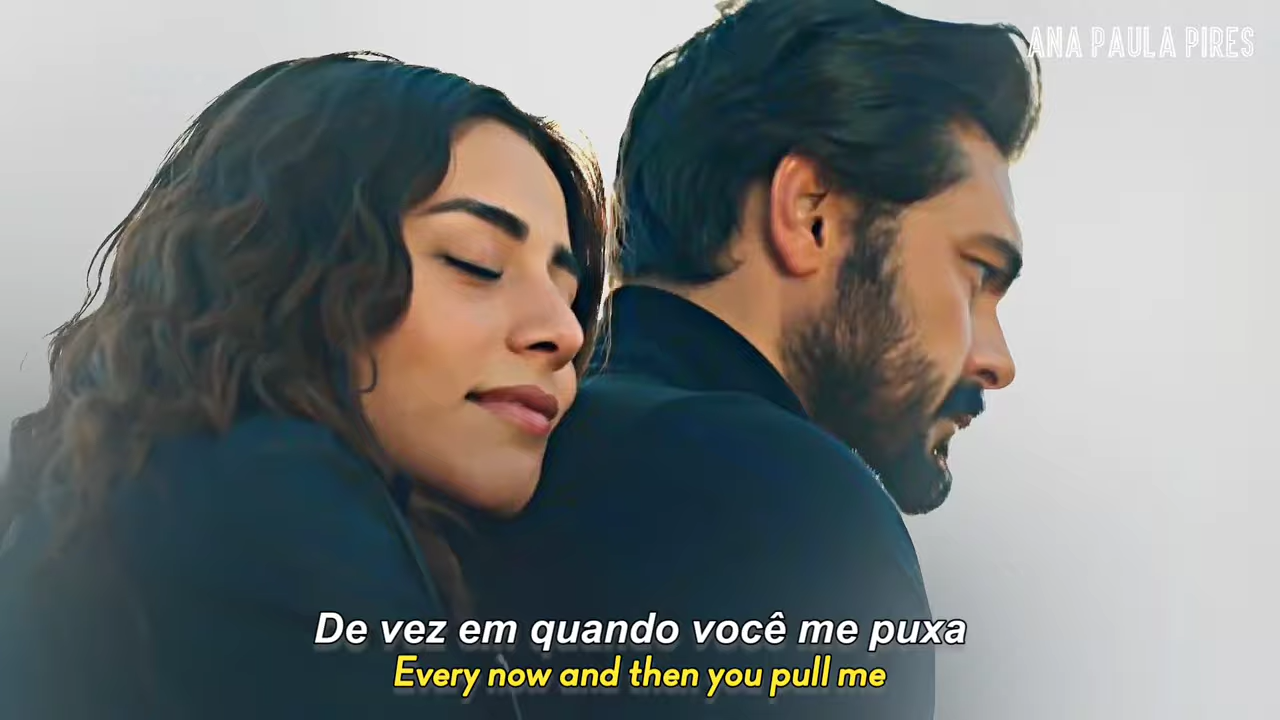 ANA PAULA PIRES
De vez em quando você me puxa
Every now and then you pull me